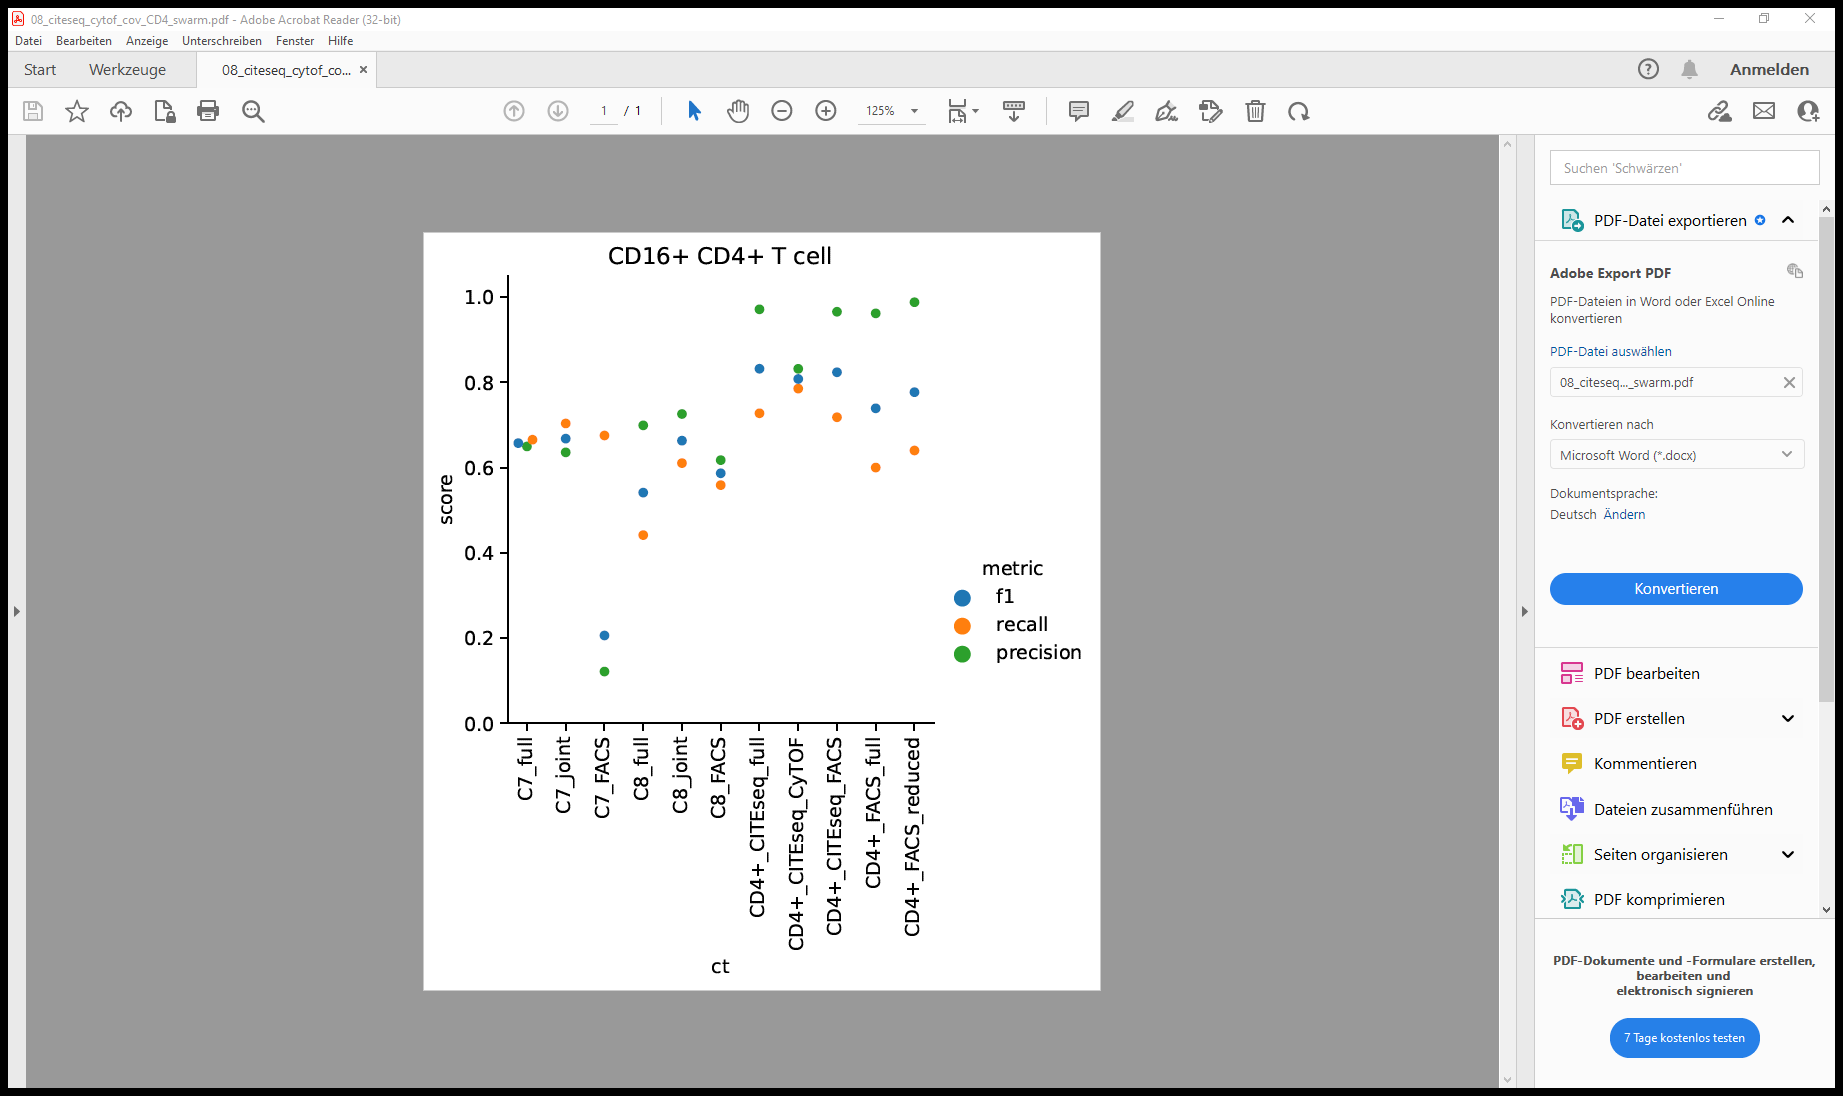 08_citeseq_cytof_cov_CD4_swarm.pdf - Adobe Acrobat Reader (32-bit)
Datei Bearbeiten Anzeige Unterschreiben Fenster Hilfe
Start Werkzeuge 08_citeseq_cytof_co... × Anmelden
1 / 1 125%
CD16+ CD4+ T cell
1.0
0.8
0.6
0.4
0.2
0.0
score
C7_full
C7_joint
C7_FACS
C8_full
C8_joint
C8_FACS
CD4+_CITEseq_full
CD4+_CITEseq_CyTOF
CD4+_CITEseq_FACS
CD4+_FACS_full
CD4+_FACS_reduced
ct
metric
f1
recall
precision
Suchen 'Schwärzen'
PDF-Datei exportieren
Adobe Export PDF
PDF-Dateien in Word oder Excel Online
konvertieren
PDF-Datei auswählen
08_citeseq..._swarm.pdf
Konvertieren nach
Microsoft Word (*.docx)
Dokumentsprache:
Deutsch Ändern
Konvertieren
PDF bearbeiten
PDF erstellen
Kommentieren
Dateien zusammenführen
Seiten organisieren
PDF komprimieren
PDF-Dokumente und -Formulare erstellen,
bearbeiten und
elektronisch signieren
7 Tage kostenlos testen